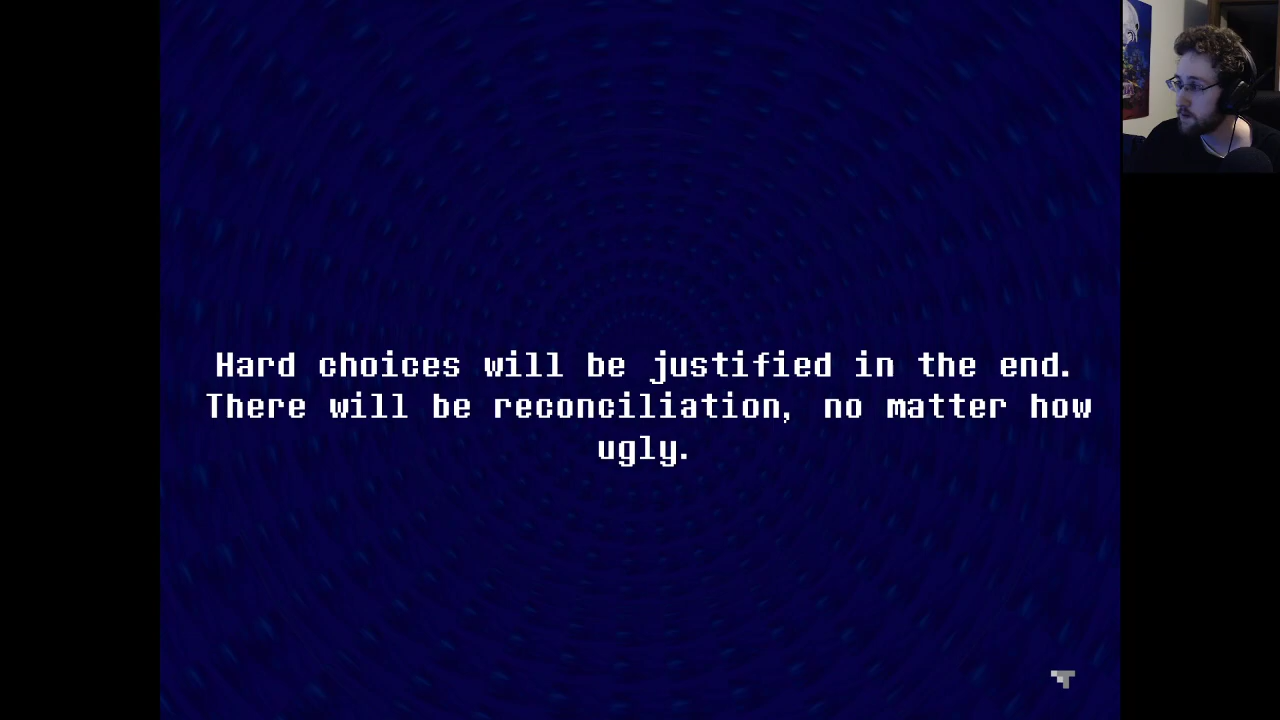 Hard choices will be justified in the end.
There will be reconciliation, no matter how
ugly.